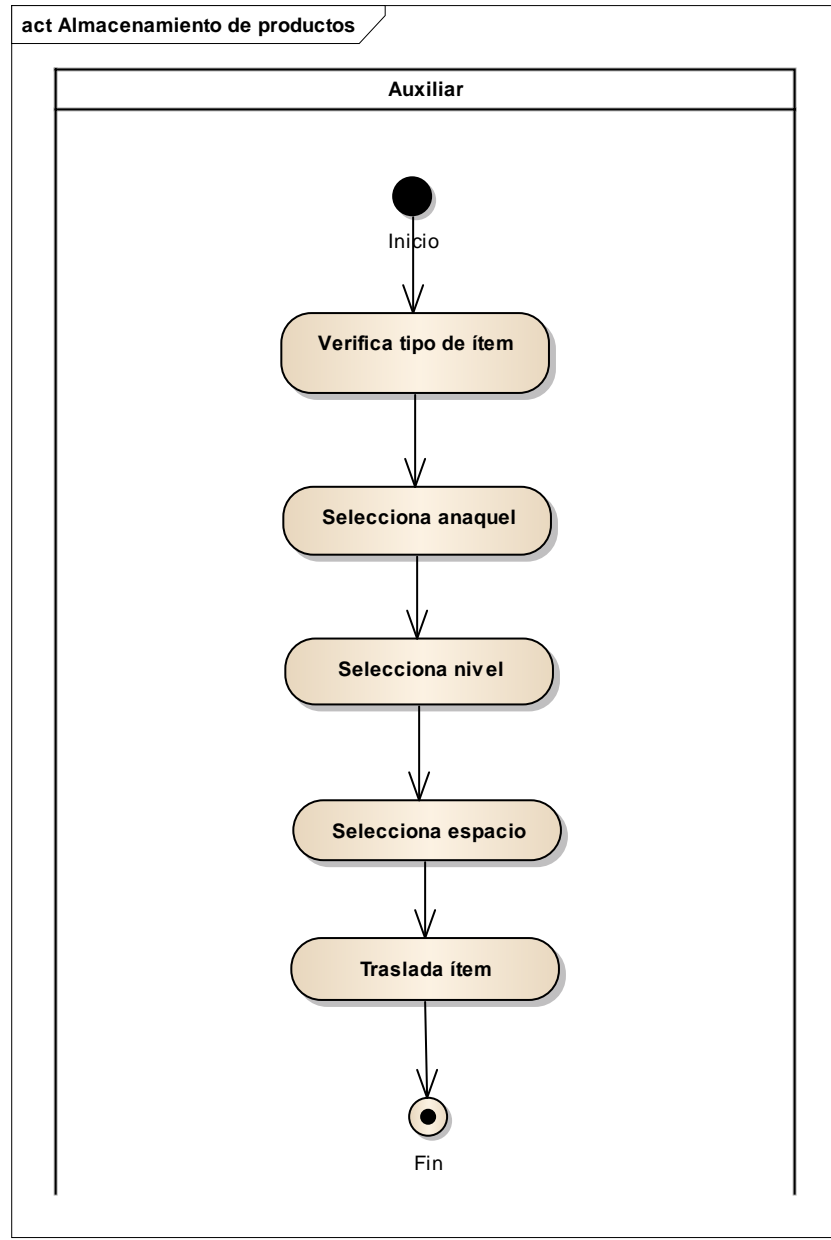 act Almacenamiento de productos
Auxiliar
Inicio
Verifica tipo de ítem
Selecciona anaquel
Selecciona nivel
Selecciona espacio
Traslada ítem
Fin